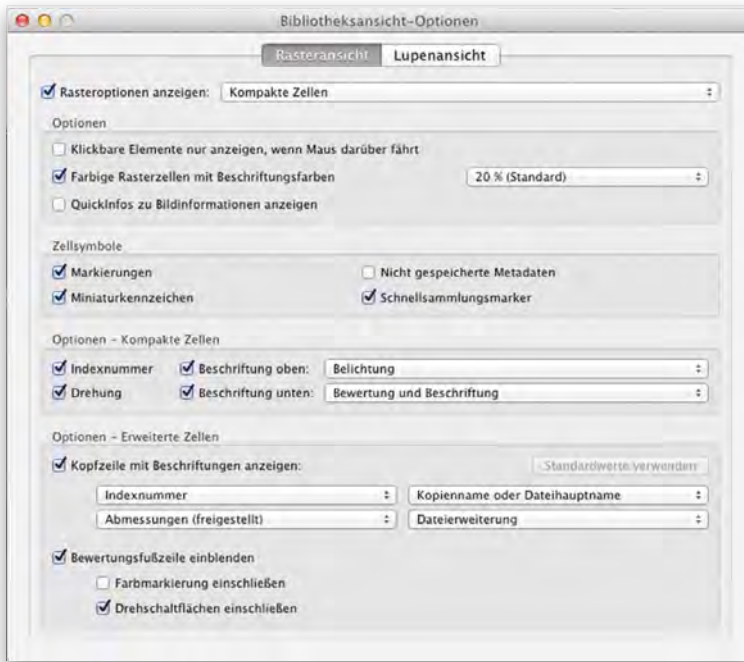 Bibliotheksansicht-Optionen
Rasteransicht Lupenansicht
Rasteroptionen anzeigen: Kompakte Zellen
Optionen
Klickbare Elemente nur anzeigen, wenn Maus darüber fährt
Farbige Rasterzellen mit Beschriftungsfarben 20 % (Standard)
QuickInfos zu Bildinformationen anzeigen
Zellsymbole
Markierungen Nicht gespeicherte Metadaten
Miniaturkennzeichen Schnellsammlungsmarker
Optionen – Kompakte Zellen
Indexnummer Beschriftung oben: Belichtung
Drehung Beschriftung unten: Bewertung und Beschriftung
Optionen – Erweiterte Zellen
Kopfzeile mit Beschriftungen anzeigen: Standardwerte verwenden
Indexnummer Kopienname oder Dateihauptname
Abmessungen (freigestellt) Dateierweiterung
Bewertungsfußzeile einblenden
Farbmarkierung einschließen
Drehschaltflächen einschließen